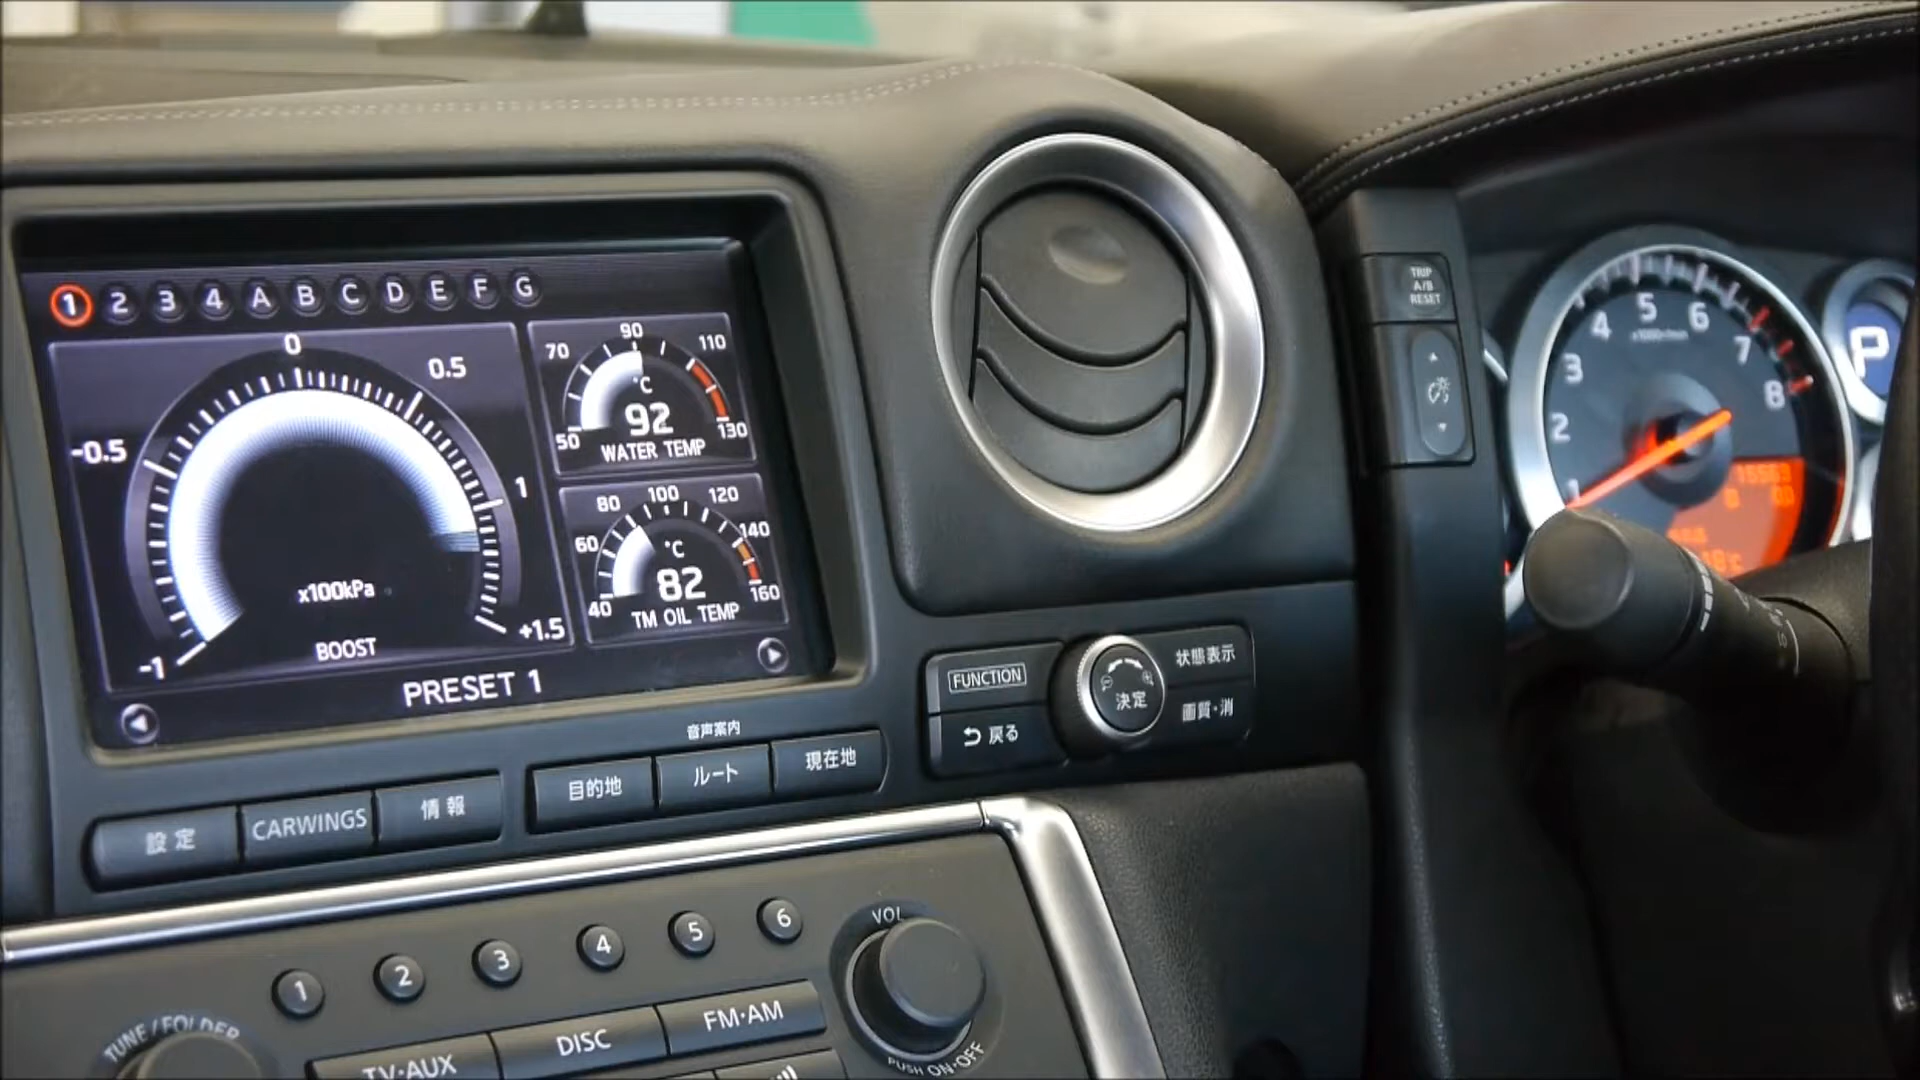 1 2 3 4 A B C D E F G
0
0.5
-0.5
1
x100kPa
-1
+1.5
BOOST
90
70
110
°C
92
50
130
WATER TEMP
100
80
120
60
140
°C
82
40
160
TM OIL TEMP
PRESET 1
音声案内
設定
CARWINGS
情報
目的地
ルート
現在地
FUNCTION
戻る
決定
状態表示
画質・消
1 2 3 4 5 6
VOL
PUSH ON・OFF
TUNE / FOLDER
TV・AUX
DISC
FM・AM
TRIP
A/B
RESET
1 2 3 4 5 6 7 8
P